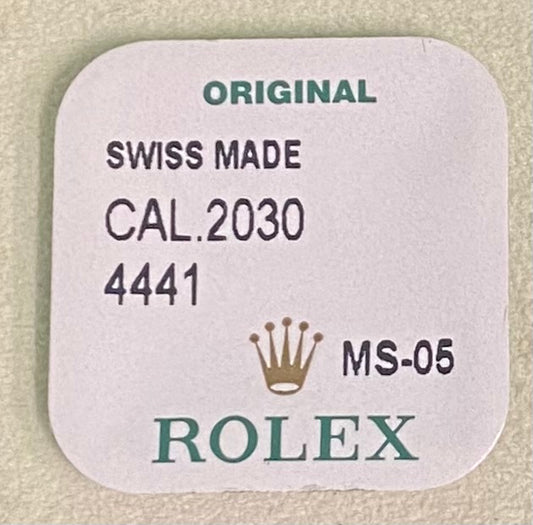 ORIGINAL
SWISS MADE
CAL.2030
4441
MS-05
ROLEX